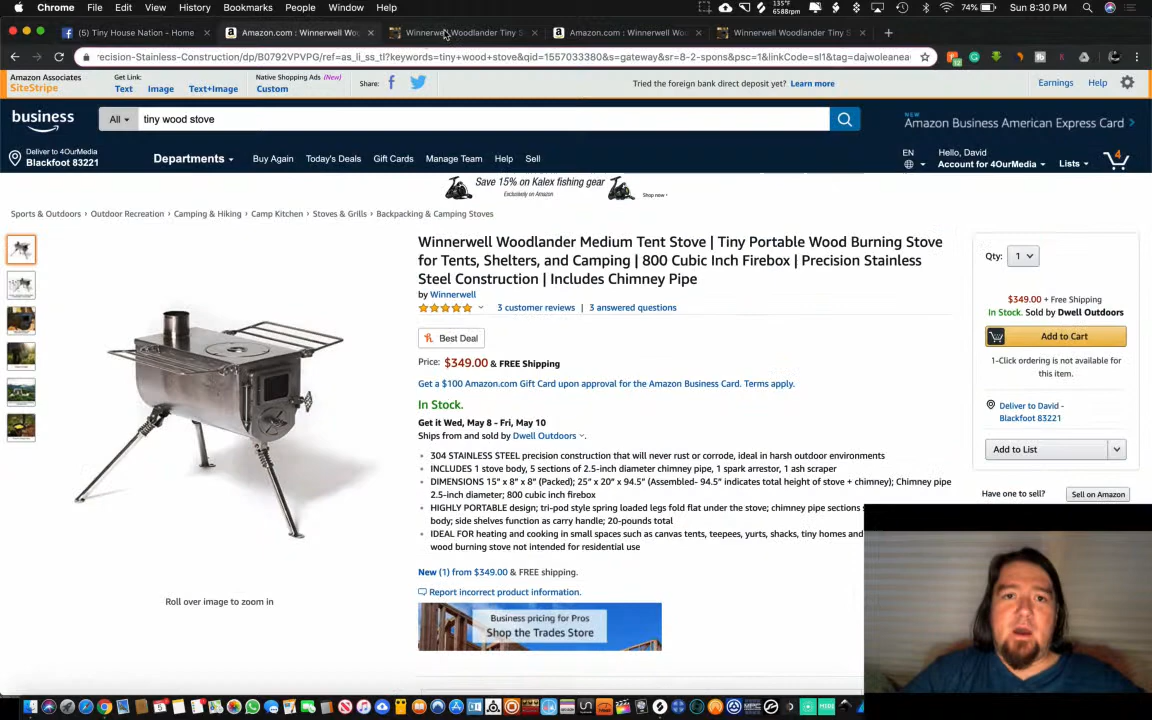 Chrome File Edit View History Bookmarks People Window Help
135°F
6588rpm
74% Sun 8:30 PM
(5) Tiny House Nation - Home
Amazon.com : Winnerwell Wo
Winnerwell Woodlander Tiny S
Amazon.com : Winnerwell Wo
Winnerwell Woodlander Tiny S
recision-Stainless-Construction/dp/B0792VPVPG/ref=as_li_ss_tl?keywords=tiny+wood+stove&qid=1557033380&s=gateway&sr=8-2-spons&psc=1&linkCode=sl1&tag=dajwoleanea
Amazon Associates
SiteStripe
Get Link:
Text Image Text+Image
Native Shopping Ads (New)
Custom
Share:
Tried the foreign bank direct deposit yet? Learn more
Earnings Help
business
All tiny wood stove
NEW
Amazon Business American Express Card
Deliver to 4OurMedia
Blackfoot 83221
Departments Buy Again Today's Deals Gift Cards Manage Team Help Sell
EN
Hello, David
Account for 4OurMedia Lists
4
Save 15% on Kalex fishing gear
Exclusively on Amazon
Shop now
Sports & Outdoors › Outdoor Recreation › Camping & Hiking › Camp Kitchen › Stoves & Grills › Backpacking & Camping Stoves
Winnerwell Woodlander Medium Tent Stove | Tiny Portable Wood Burning Stove
for Tents, Shelters, and Camping | 800 Cubic Inch Firebox | Precision Stainless
Steel Construction | Includes Chimney Pipe
by Winnerwell
3 customer reviews | 3 answered questions
Best Deal
Price: $349.00 & FREE Shipping
Get a $100 Amazon.com Gift Card upon approval for the Amazon Business Card. Terms apply.
In Stock.
Get it Wed, May 8 - Fri, May 10
Ships from and sold by Dwell Outdoors.
• 304 STAINLESS STEEL precision construction that will never rust or corrode, ideal in harsh outdoor environments
• INCLUDES 1 stove body, 5 sections of 2.5-inch diameter chimney pipe, 1 spark arrestor, 1 ash scraper
• DIMENSIONS 15" x 8" x 8" (Packed); 25" x 20" x 94.5" (Assembled- 94.5" indicates total height of stove + chimney); Chimney pipe
2.5-inch diameter; 800 cubic inch firebox
• HIGHLY PORTABLE design; tri-pod style spring loaded legs fold flat under the stove; chimney pipe sections
body; side shelves function as carry handle; 20-pounds total
• IDEAL FOR heating and cooking in small spaces such as canvas tents, teepees, yurts, shacks, tiny homes and
wood burning stove not intended for residential use
New (1) from $349.00 & FREE shipping.
Report incorrect product information.
Business pricing for Pros
Shop the Trades Store
Roll over image to zoom in
Qty: 1
$349.00 + Free Shipping
In Stock. Sold by Dwell Outdoors
Add to Cart
1-Click ordering is not available for
this item.
Deliver to David -
Blackfoot 83221
Add to List
Have one to sell? Sell on Amazon